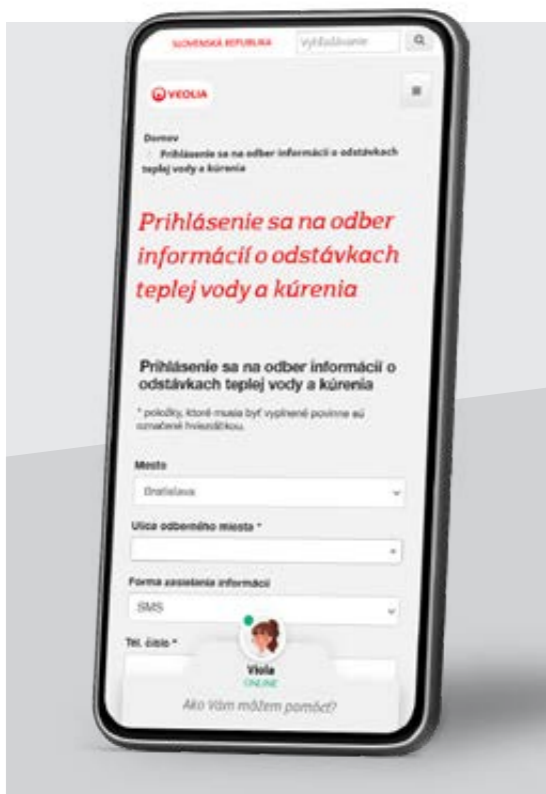 SLOVENSKÁ REPUBLIKA
Vyhľadávanie
VEOLIA
Domov
Prihlásenie sa na odber informácií o odstávkach
teplej vody a kúrenia
Prihlásenie sa na odber
informácií o odstávkach
teplej vody a kúrenia
Prihlásenie sa na odber informácií o
odstávkach teplej vody a kúrenia
* položky, ktoré musia byť vyplnené povinne sú
označené hviezdičkou.
Mesto
Bratislava
Ulica odberného miesta *
Forma zasielania informácií
SMS
Tel. číslo *
Viola
ONLINE
Ako Vám môžem pomôcť?